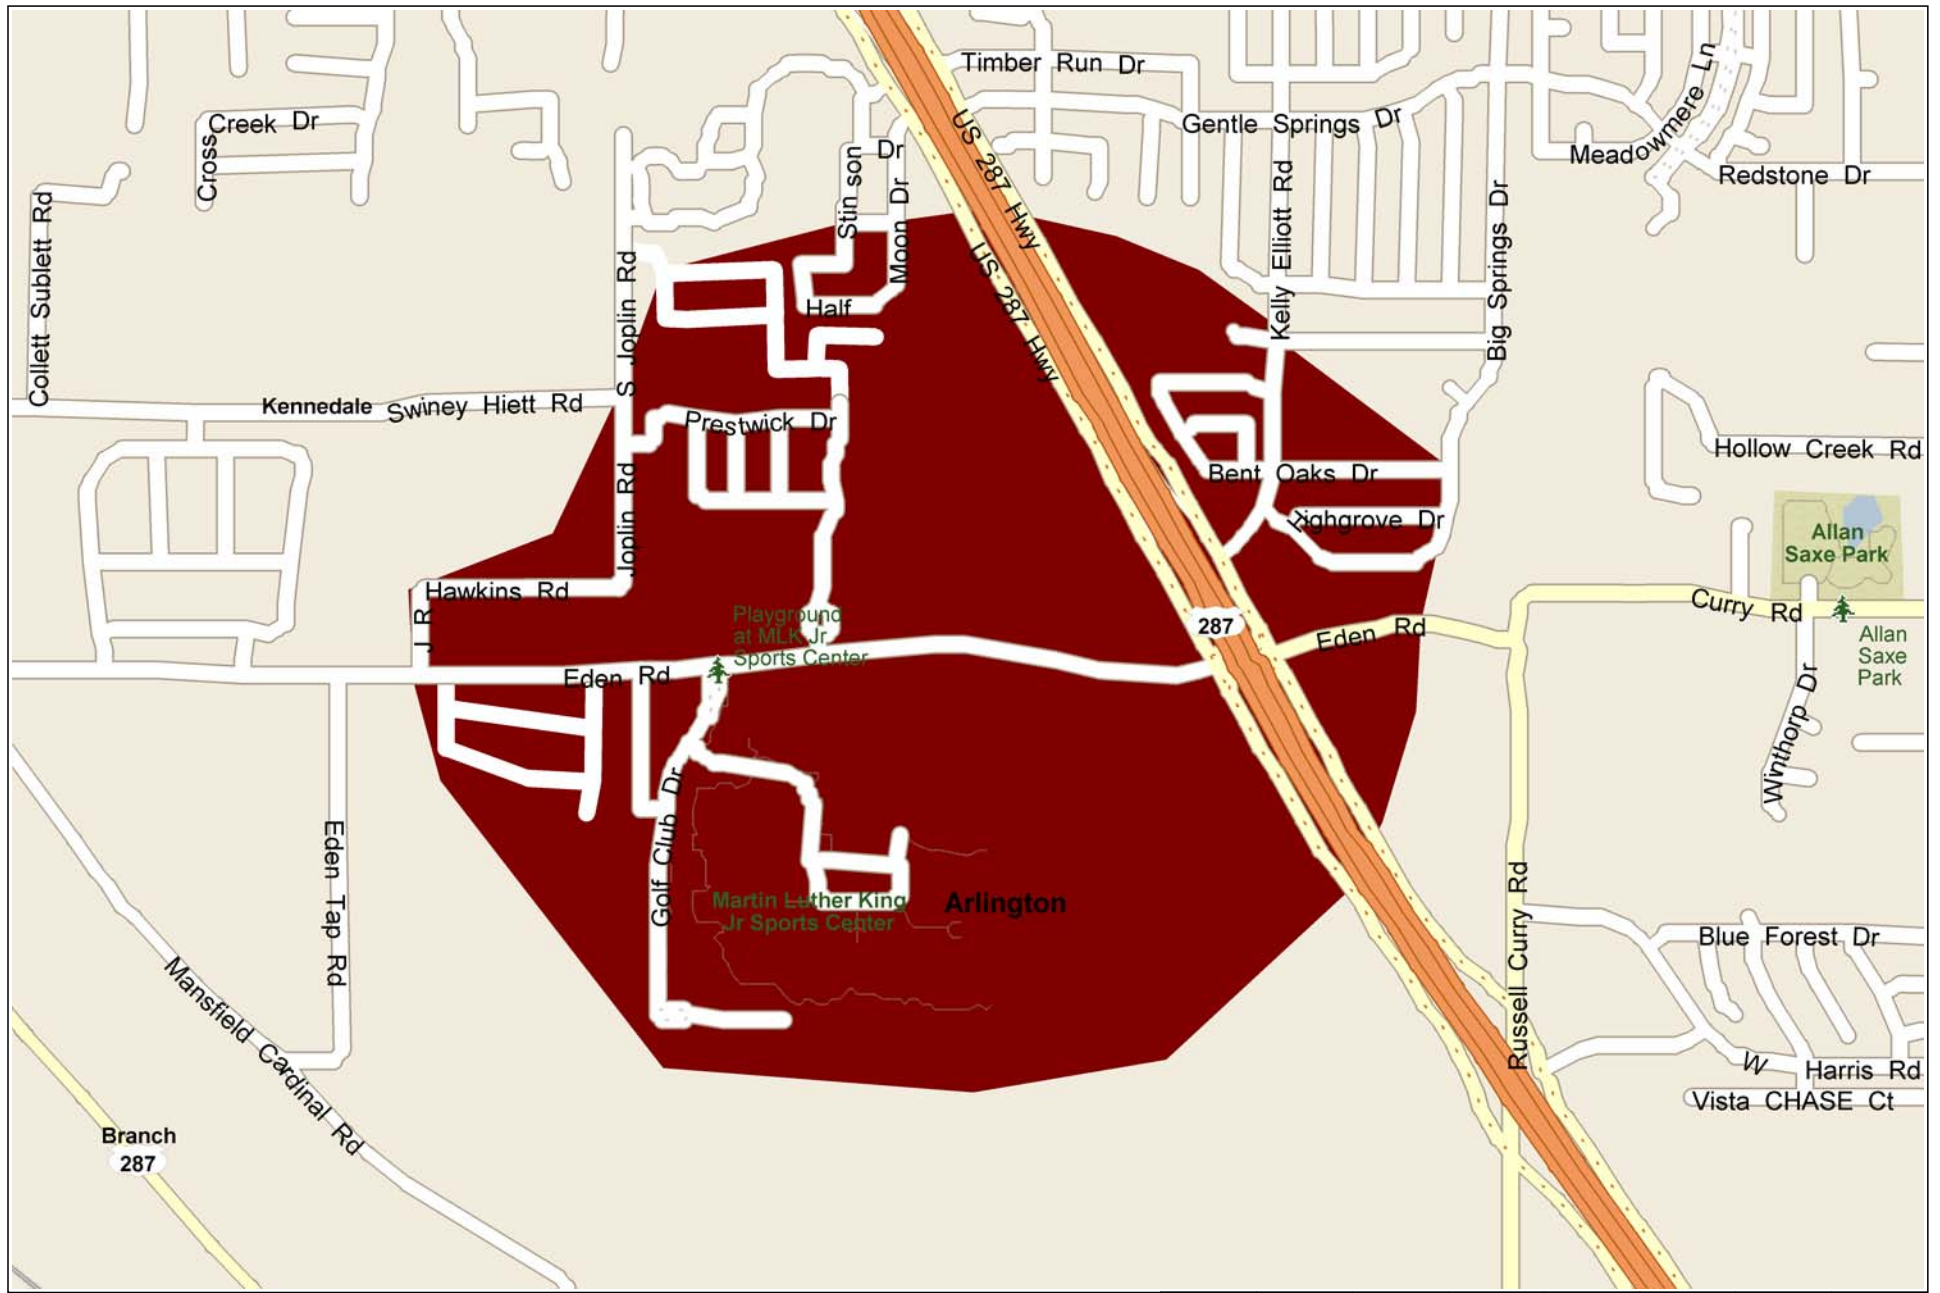 Timber Run Dr
Creek Dr
Cross
Gentle Springs Dr
Meadowmere Ln
Redstone Dr
US 287 Hwy
US 287 Hwy
Stin son
Dr
Moon Dr
Half
Kelly Elliott Rd
Big Springs Dr
Collett Sublett Rd
S Joplin Rd
Kennedale
Swiney Hiett Rd
Prestwick Dr
Joplin Rd
Bent Oaks Dr
Highgrove Dr
Hollow Creek Rd
Allan
Saxe Park
Hawkins Rd
J R
Playground
at MLK Jr
Sports Center
287
Eden Rd
Curry Rd
Allan
Saxe
Park
Eden Rd
Winthorp Dr
Golf Club Dr
Eden Tap Rd
Martin Luther King
Jr Sports Center
Arlington
Russell Curry Rd
Blue Forest Dr
Mansfield Cardinal Rd
W Harris Rd
Vista CHASE Ct
Branch
287